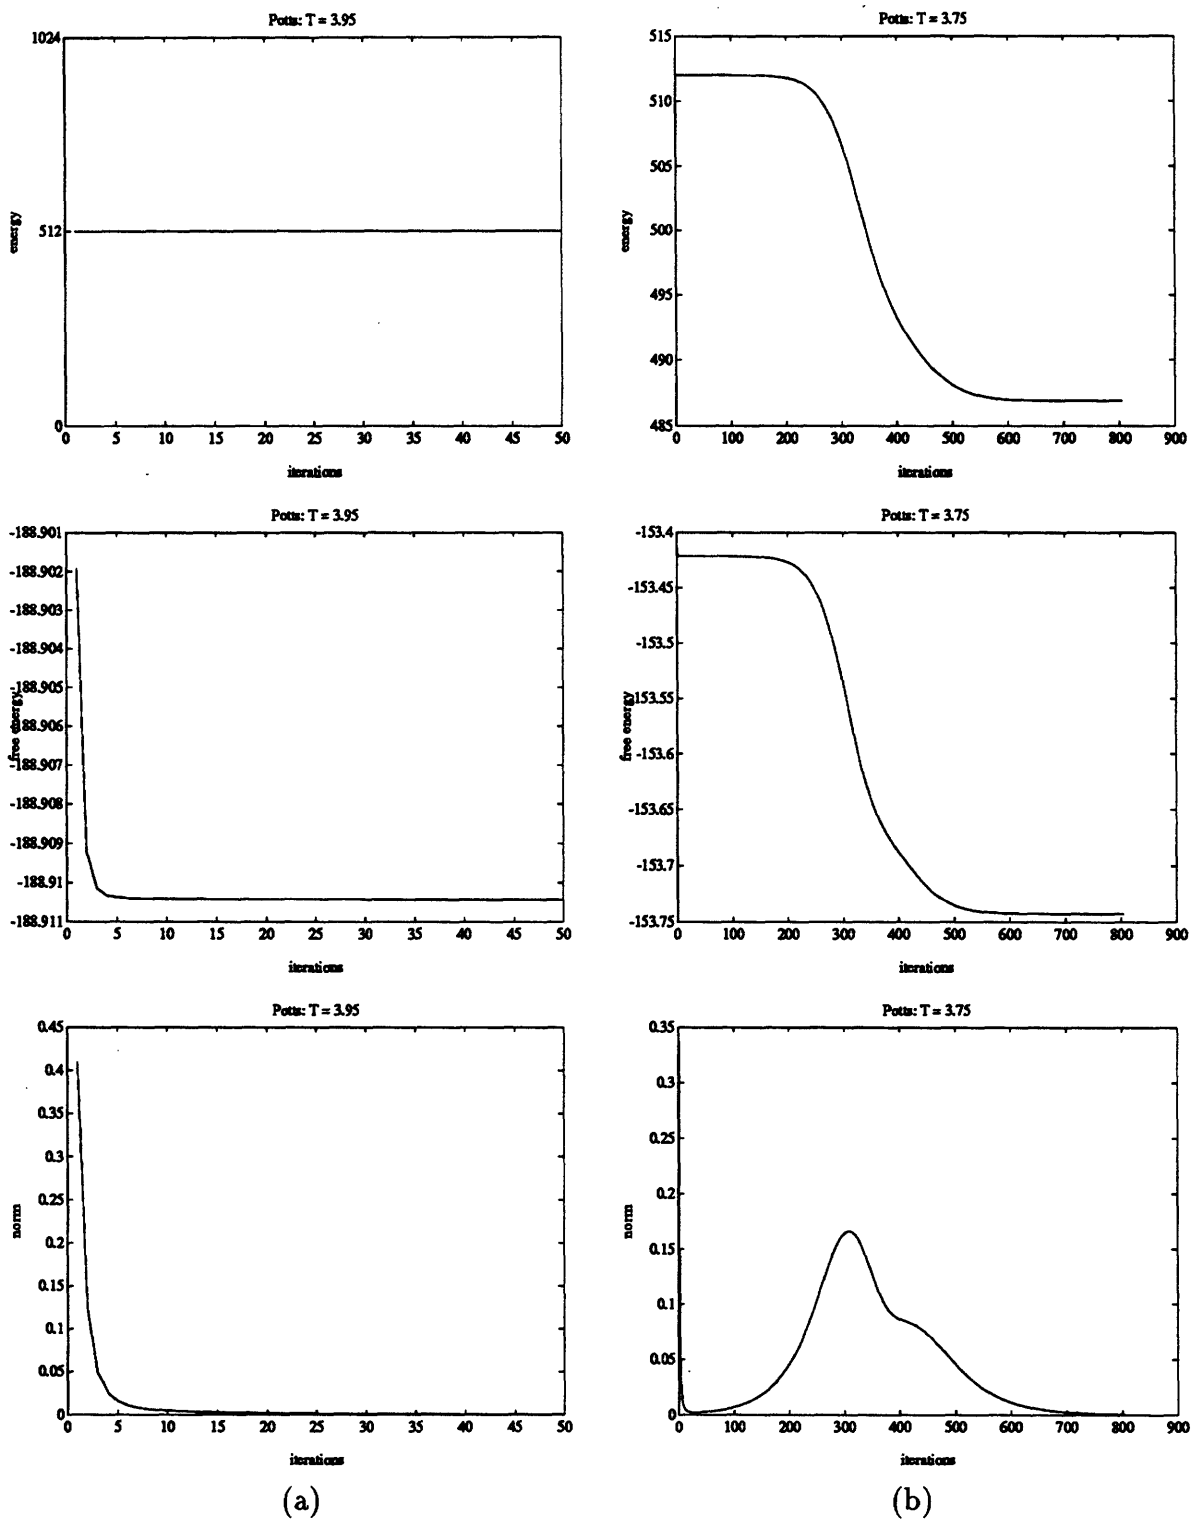 Potts: T = 3.95
1024
512
0
energy
0 5 10 15 20 25 30 35 40 45 50
iterations
Potts: T = 3.75
515
510
505
500
495
490
485
energy
0 100 200 300 400 500 600 700 800 900
iterations
Potts: T = 3.95
-188.901
-188.902
-188.903
-188.904
-188.905
-188.906
-188.907
-188.908
-188.909
-188.91
-188.911
free energy
0 5 10 15 20 25 30 35 40 45 50
iterations
Potts: T = 3.75
-153.4
-153.45
-153.5
-153.55
-153.6
-153.65
-153.7
-153.75
free energy
0 100 200 300 400 500 600 700 800 900
iterations
Potts: T = 3.95
0.45
0.4
0.35
0.3
0.25
0.2
0.15
0.1
0.05
0
norm
0 5 10 15 20 25 30 35 40 45 50
iterations
Potts: T = 3.75
0.35
0.3
0.25
0.2
0.15
0.1
0.05
0
norm
0 100 200 300 400 500 600 700 800 900
iterations
(a)
(b)